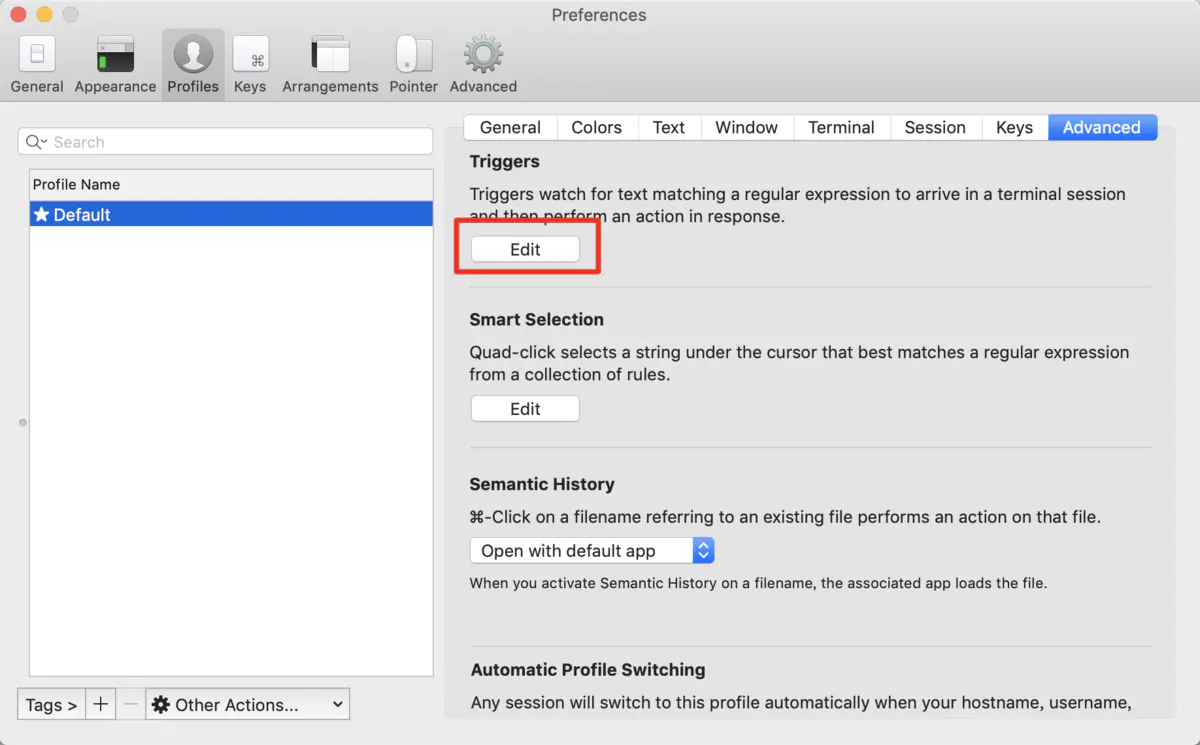 Preferences
General
Appearance
Profiles
Keys
Arrangements
Pointer
Advanced
Search
Profile Name
Default
Tags >
Other Actions...
General
Colors
Text
Window
Terminal
Session
Keys
Advanced
Triggers
Triggers watch for text matching a regular expression to arrive in a terminal session
and then perform an action in response.
Edit
Smart Selection
Quad-click selects a string under the cursor that best matches a regular expression
from a collection of rules.
Edit
Semantic History
⌘-Click on a filename referring to an existing file performs an action on that file.
Open with default app
When you activate Semantic History on a filename, the associated app loads the file.
Automatic Profile Switching
Any session will switch to this profile automatically when your hostname, username,